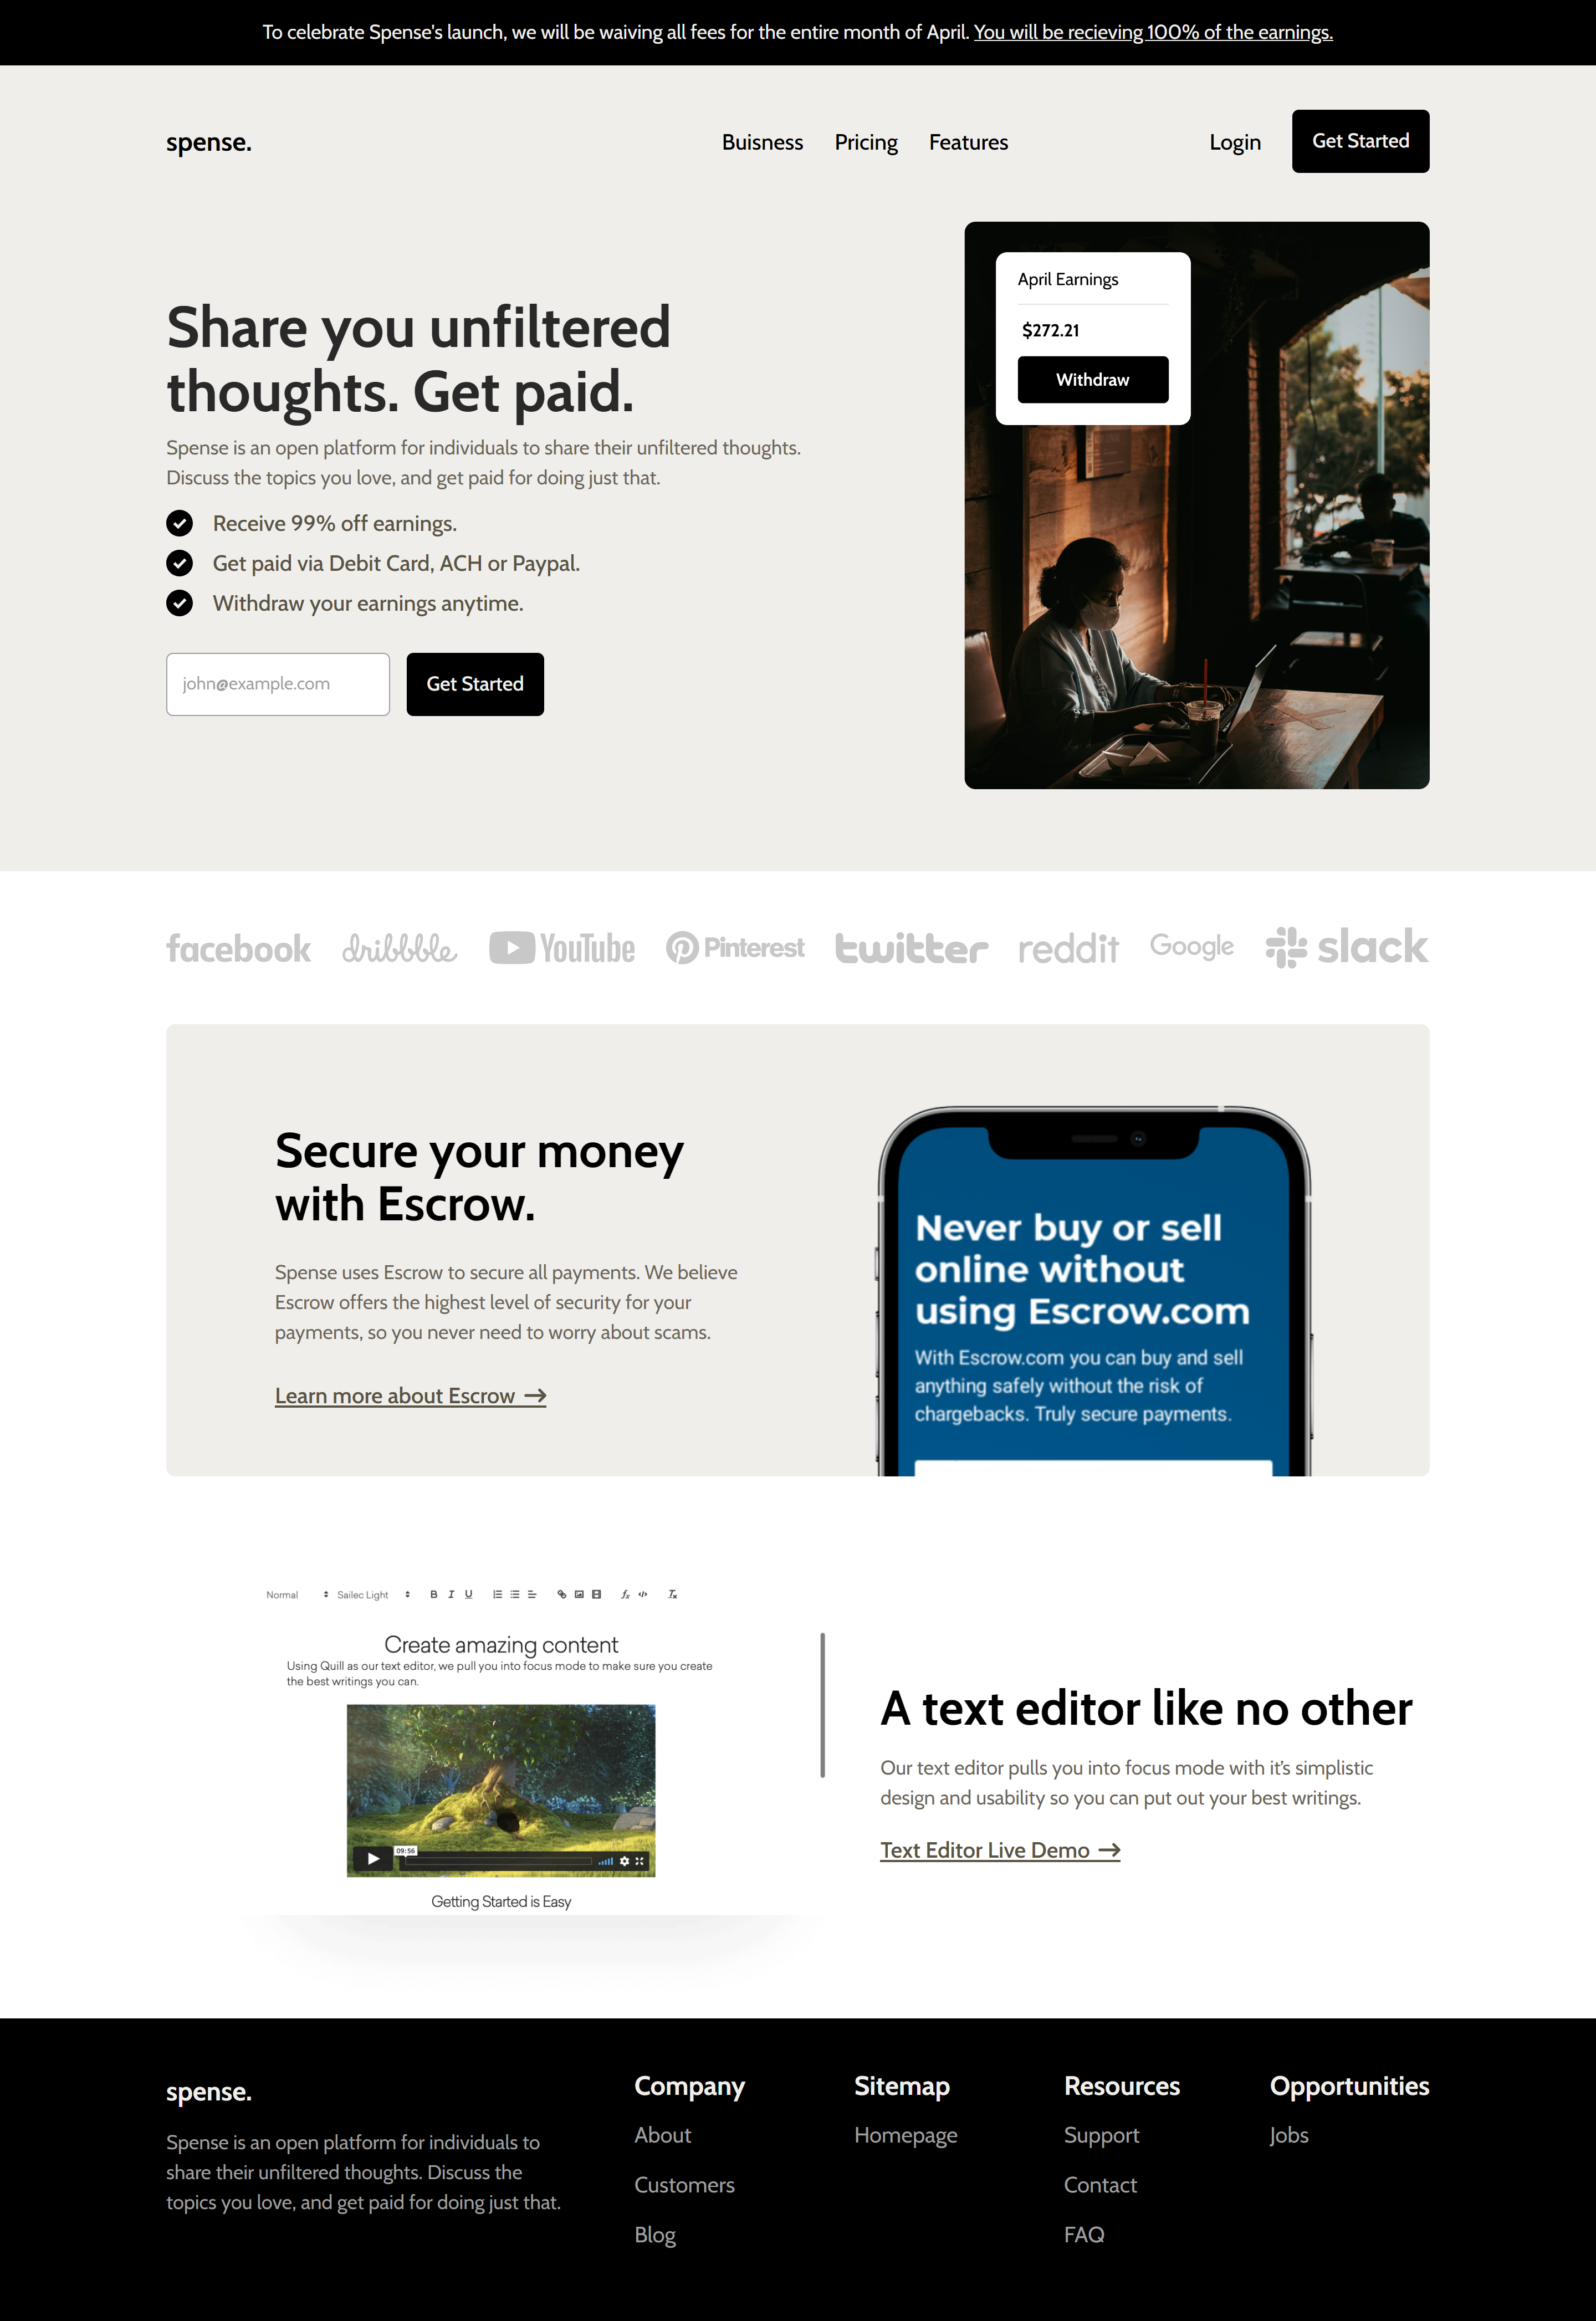 To celebrate Spense's launch, we will be waiving all fees for the entire month of April. You will be recieving 100% of the earnings.
spense.
Buisness Pricing Features
Login
Get Started
Share you unfiltered
thoughts. Get paid.
Spense is an open platform for individuals to share their unfiltered thoughts.
Discuss the topics you love, and get paid for doing just that.
Receive 99% off earnings.
Get paid via Debit Card, ACH or Paypal.
Withdraw your earnings anytime.
john@example.com
Get Started
April Earnings
$272.21
Withdraw
facebook dribbble YouTube Pinterest twitter reddit Google slack
Secure your money
with Escrow.
Spense uses Escrow to secure all payments. We believe
Escrow offers the highest level of security for your
payments, so you never need to worry about scams.
Learn more about Escrow →
Never buy or sell
online without
using Escrow.com
With Escrow.com you can buy and sell
anything safely without the risk of
chargebacks. Truly secure payments.
Normal Sailec Light B I U
Create amazing content
Using Quill as our text editor, we pull you into focus mode to make sure you create
the best writings you can.
09:56
Getting Started is Easy
A text editor like no other
Our text editor pulls you into focus mode with it's simplistic
design and usability so you can put out your best writings.
Text Editor Live Demo →
spense.
Spense is an open platform for individuals to
share their unfiltered thoughts. Discuss the
topics you love, and get paid for doing just that.
Company
About
Customers
Blog
Sitemap
Homepage
Resources
Support
Contact
FAQ
Opportunities
Jobs